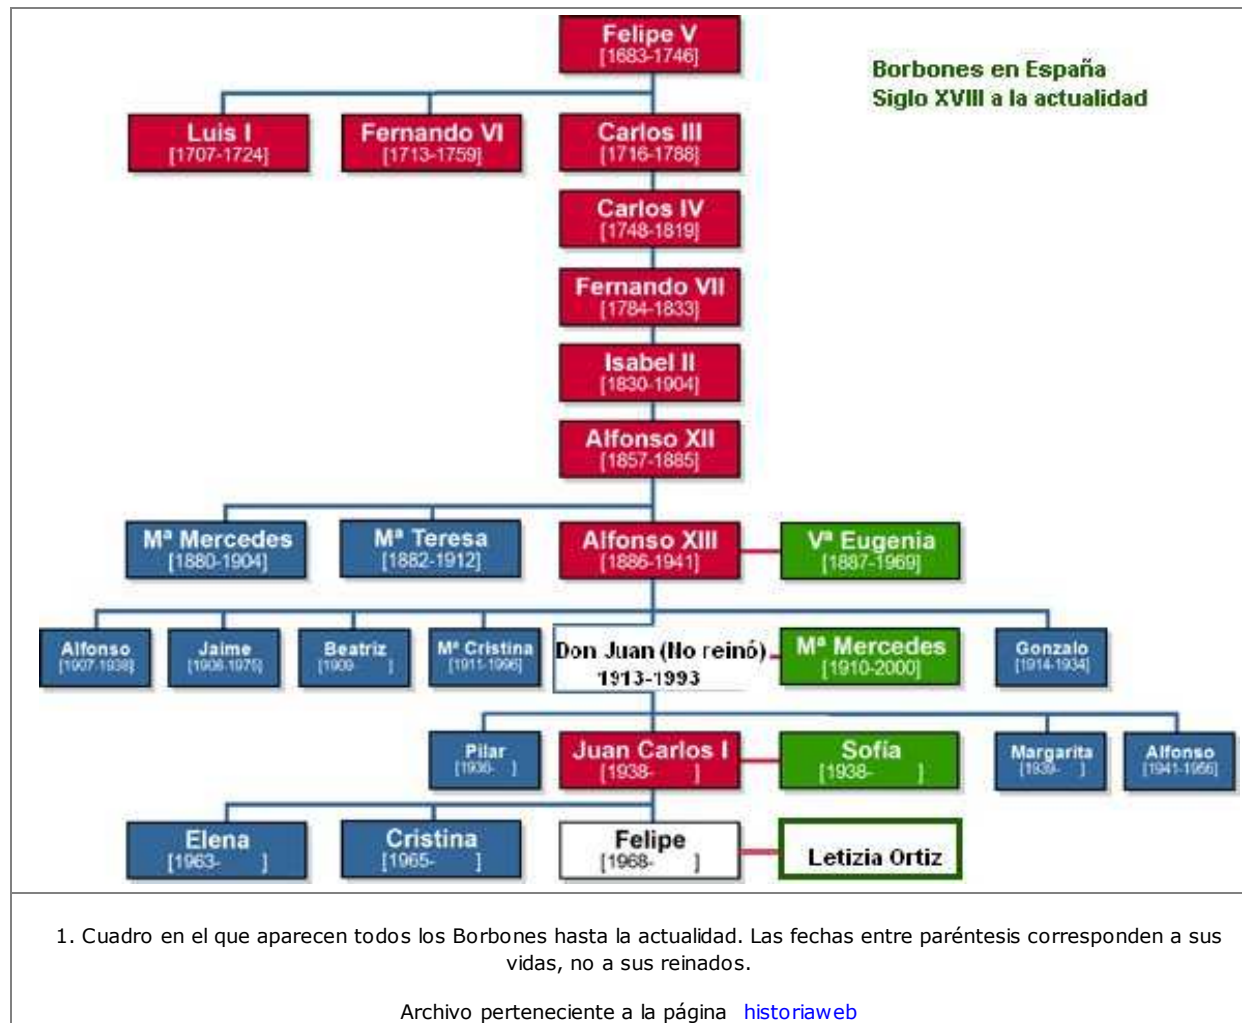 Felipe V
[1683-1746]
Borbones en España
Siglo XVIII a la actualidad
Luis I
[1707-1724]
Fernando VI
[1713-1759]
Carlos III
[1716-1788]
Carlos IV
[1748-1819]
Fernando VII
[1784-1833]
Isabel II
[1830-1904]
Alfonso XII
[1857-1885]
Mª Mercedes
[1880-1904]
Mª Teresa
[1882-1912]
Alfonso XIII
[1886-1941]
Vª Eugenia
[1887-1969]
Alfonso
[1907-1938]
Jaime
[1908-1975]
Beatriz
[1909- ]
Mª Cristina
[1911-1996]
Don Juan (No reinó)
1913-1993
Mª Mercedes
[1910-2000]
Gonzalo
[1914-1934]
Pilar
[1936- ]
Juan Carlos I
[1938- ]
Sofía
[1938- ]
Margarita
[1939- ]
Alfonso
[1941-1956]
Elena
[1963- ]
Cristina
[1965- ]
Felipe
[1968- ]
Letizia Ortiz
1. Cuadro en el que aparecen todos los Borbones hasta la actualidad. Las fechas entre paréntesis corresponden a sus
vidas, no a sus reinados.
Archivo perteneciente a la página historiaweb